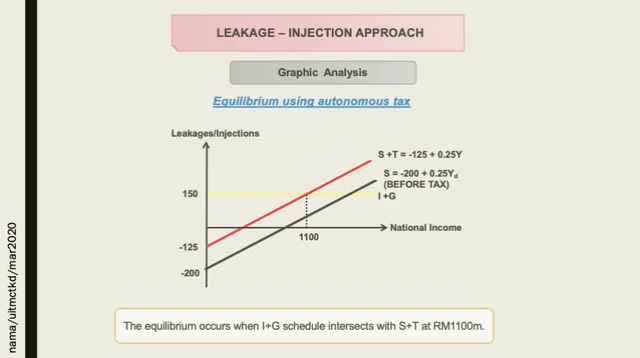 LEAKAGE – INJECTION APPROACH
Graphic Analysis
Equilibrium using autonomous tax
Leakages/Injections
S +T = -125 + 0.25Y
S = -200 + 0.25Yd
(BEFORE TAX)
150
I +G
National Income
1100
-125
-200
The equilibrium occurs when I+G schedule intersects with S+T at RM1100m.
nama/uitmctkd/mar2020